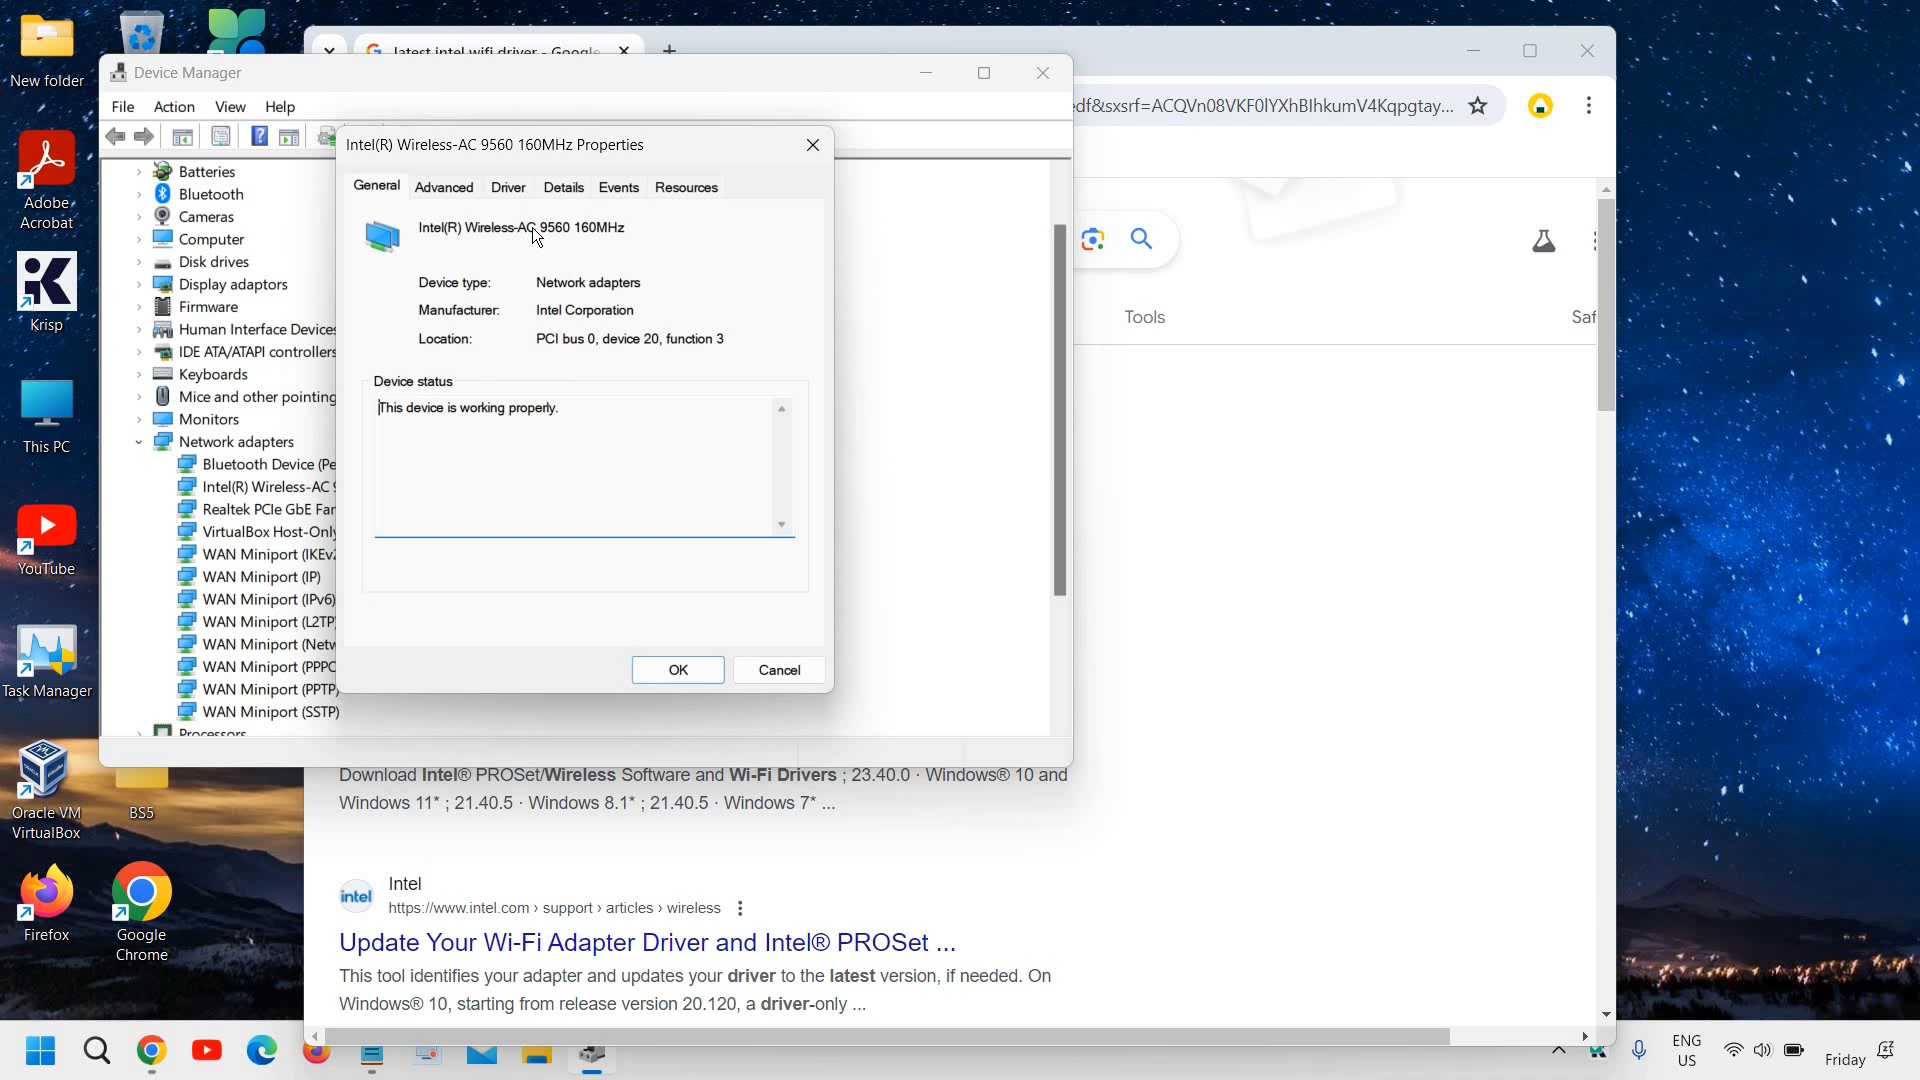 New folder
Adobe
Acrobat
Krisp
This PC
YouTube
Task Manager
Oracle VM
VirtualBox
BS5
Firefox
Google
Chrome
latest intel wifi driver - Google
df&sxsrf=ACQVn08VKF0lYXhBIhkumV4Kqpgtay...
Tools
Saf
Device Manager
File Action View Help
Batteries
Bluetooth
Cameras
Computer
Disk drives
Display adaptors
Firmware
Human Interface Devices
IDE ATA/ATAPI controllers
Keyboards
Mice and other pointing
Monitors
Network adapters
Bluetooth Device (Pe
Intel(R) Wireless-AC 9
Realtek PCIe GbE Fam
VirtualBox Host-Only
WAN Miniport (IKEv2
WAN Miniport (IP)
WAN Miniport (IPv6)
WAN Miniport (L2TP)
WAN Miniport (Netw
WAN Miniport (PPPO
WAN Miniport (PPTP)
WAN Miniport (SSTP)
Processors
Intel(R) Wireless-AC 9560 160MHz Properties
General Advanced Driver Details Events Resources
Intel(R) Wireless-AC 9560 160MHz
Device type: Network adapters
Manufacturer: Intel Corporation
Location: PCI bus 0, device 20, function 3
Device status
This device is working properly.
OK Cancel
Download Intel® PROSet/Wireless Software and Wi-Fi Drivers ; 23.40.0 · Windows® 10 and
Windows 11* ; 21.40.5 · Windows 8.1* ; 21.40.5 · Windows 7* ...
intel
Intel
https://www.intel.com › support › articles › wireless
Update Your Wi-Fi Adapter Driver and Intel® PROSet ...
This tool identifies your adapter and updates your driver to the latest version, if needed. On
Windows® 10, starting from release version 20.120, a driver-only ...
ENG
US
Friday